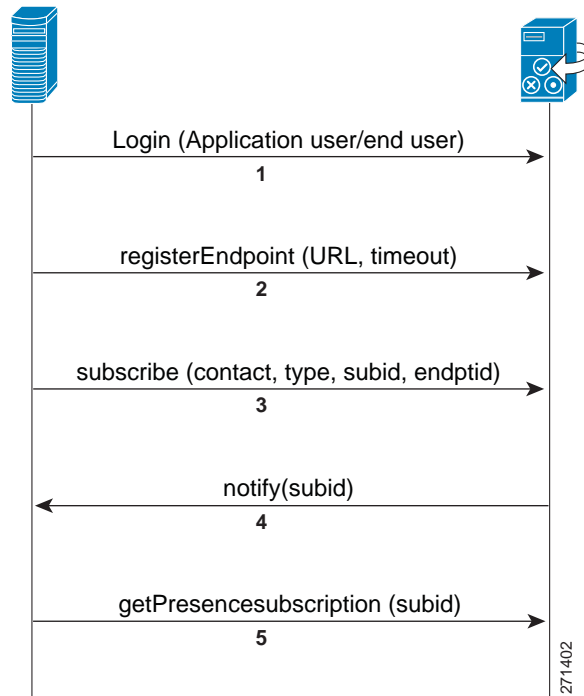 Login (Application user/end user)
1
registerEndpoint (URL, timeout)
2
subscribe (contact, type, subid, endptid)
3
notify(subid)
4
getPresencesubscription (subid)
5
271402